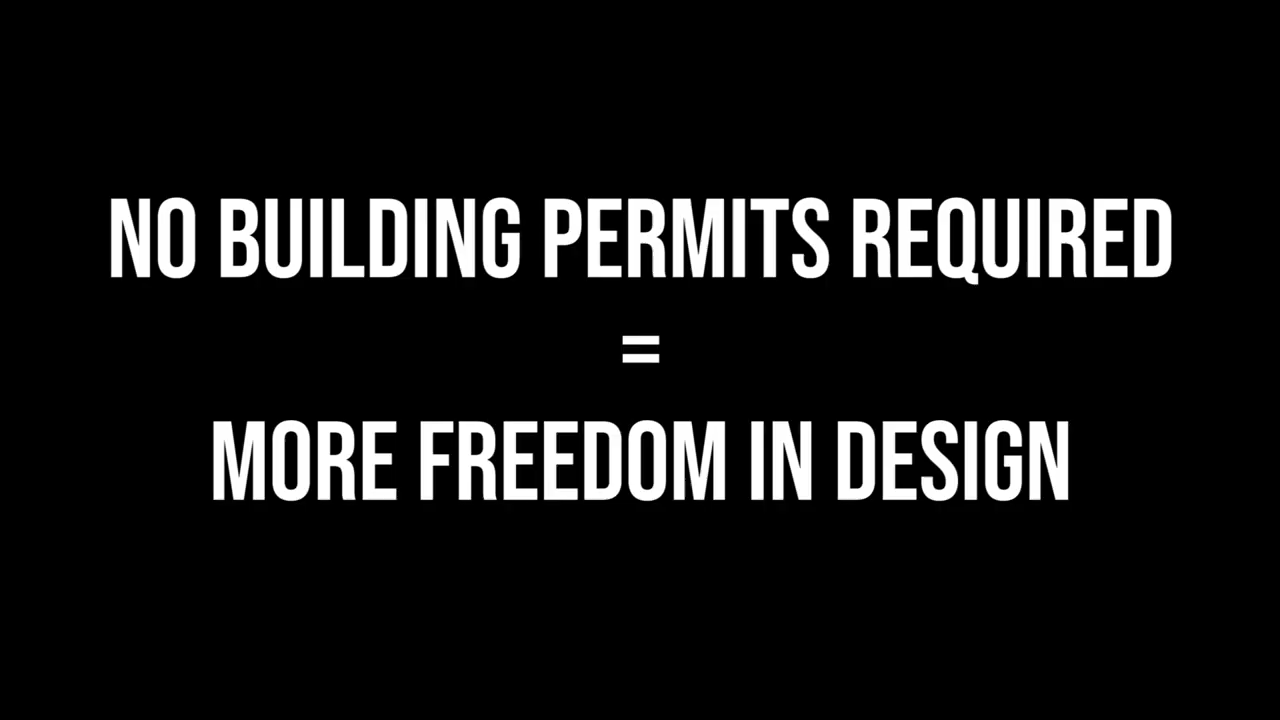 NO BUILDING PERMITS REQUIRED
=
MORE FREEDOM IN DESIGN